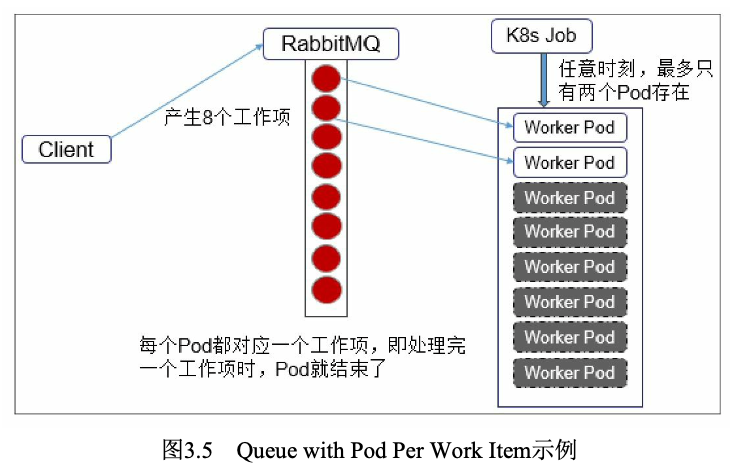 RabbitMQ
K8s Job
任意时刻，最多只
有两个Pod存在
产生8个工作项
Client
Worker Pod
Worker Pod
Worker Pod
Worker Pod
Worker Pod
Worker Pod
Worker Pod
Worker Pod
每个Pod都对应一个工作项，即处理完
一个工作项时，Pod就结束了
图3.5 Queue with Pod Per Work Item示例